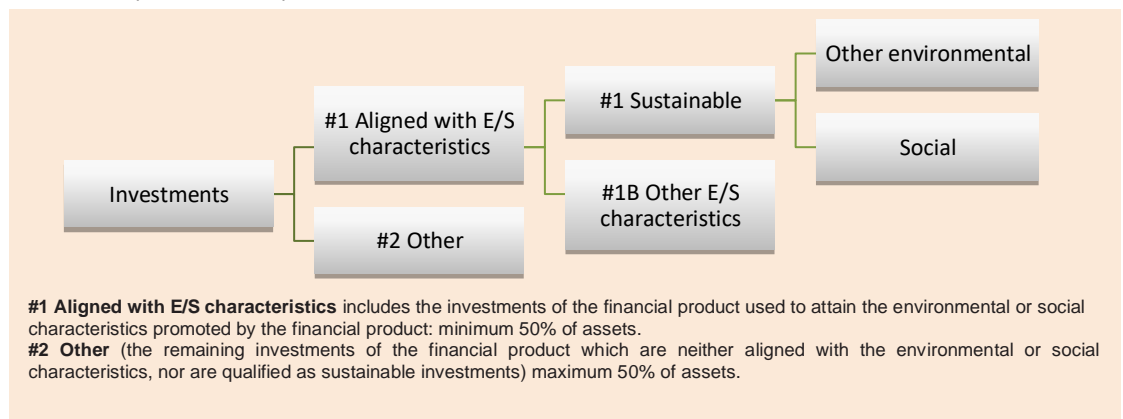 Other environmental
#1 Sustainable
#1 Aligned with E/S
characteristics
Social
Investments
#1B Other E/S
characteristics
#2 Other
#1 Aligned with E/S characteristics includes the investments of the financial product used to attain the environmental or social
characteristics promoted by the financial product: minimum 50% of assets.
#2 Other (the remaining investments of the financial product which are neither aligned with the environmental or social
characteristics, nor are qualified as sustainable investments) maximum 50% of assets.